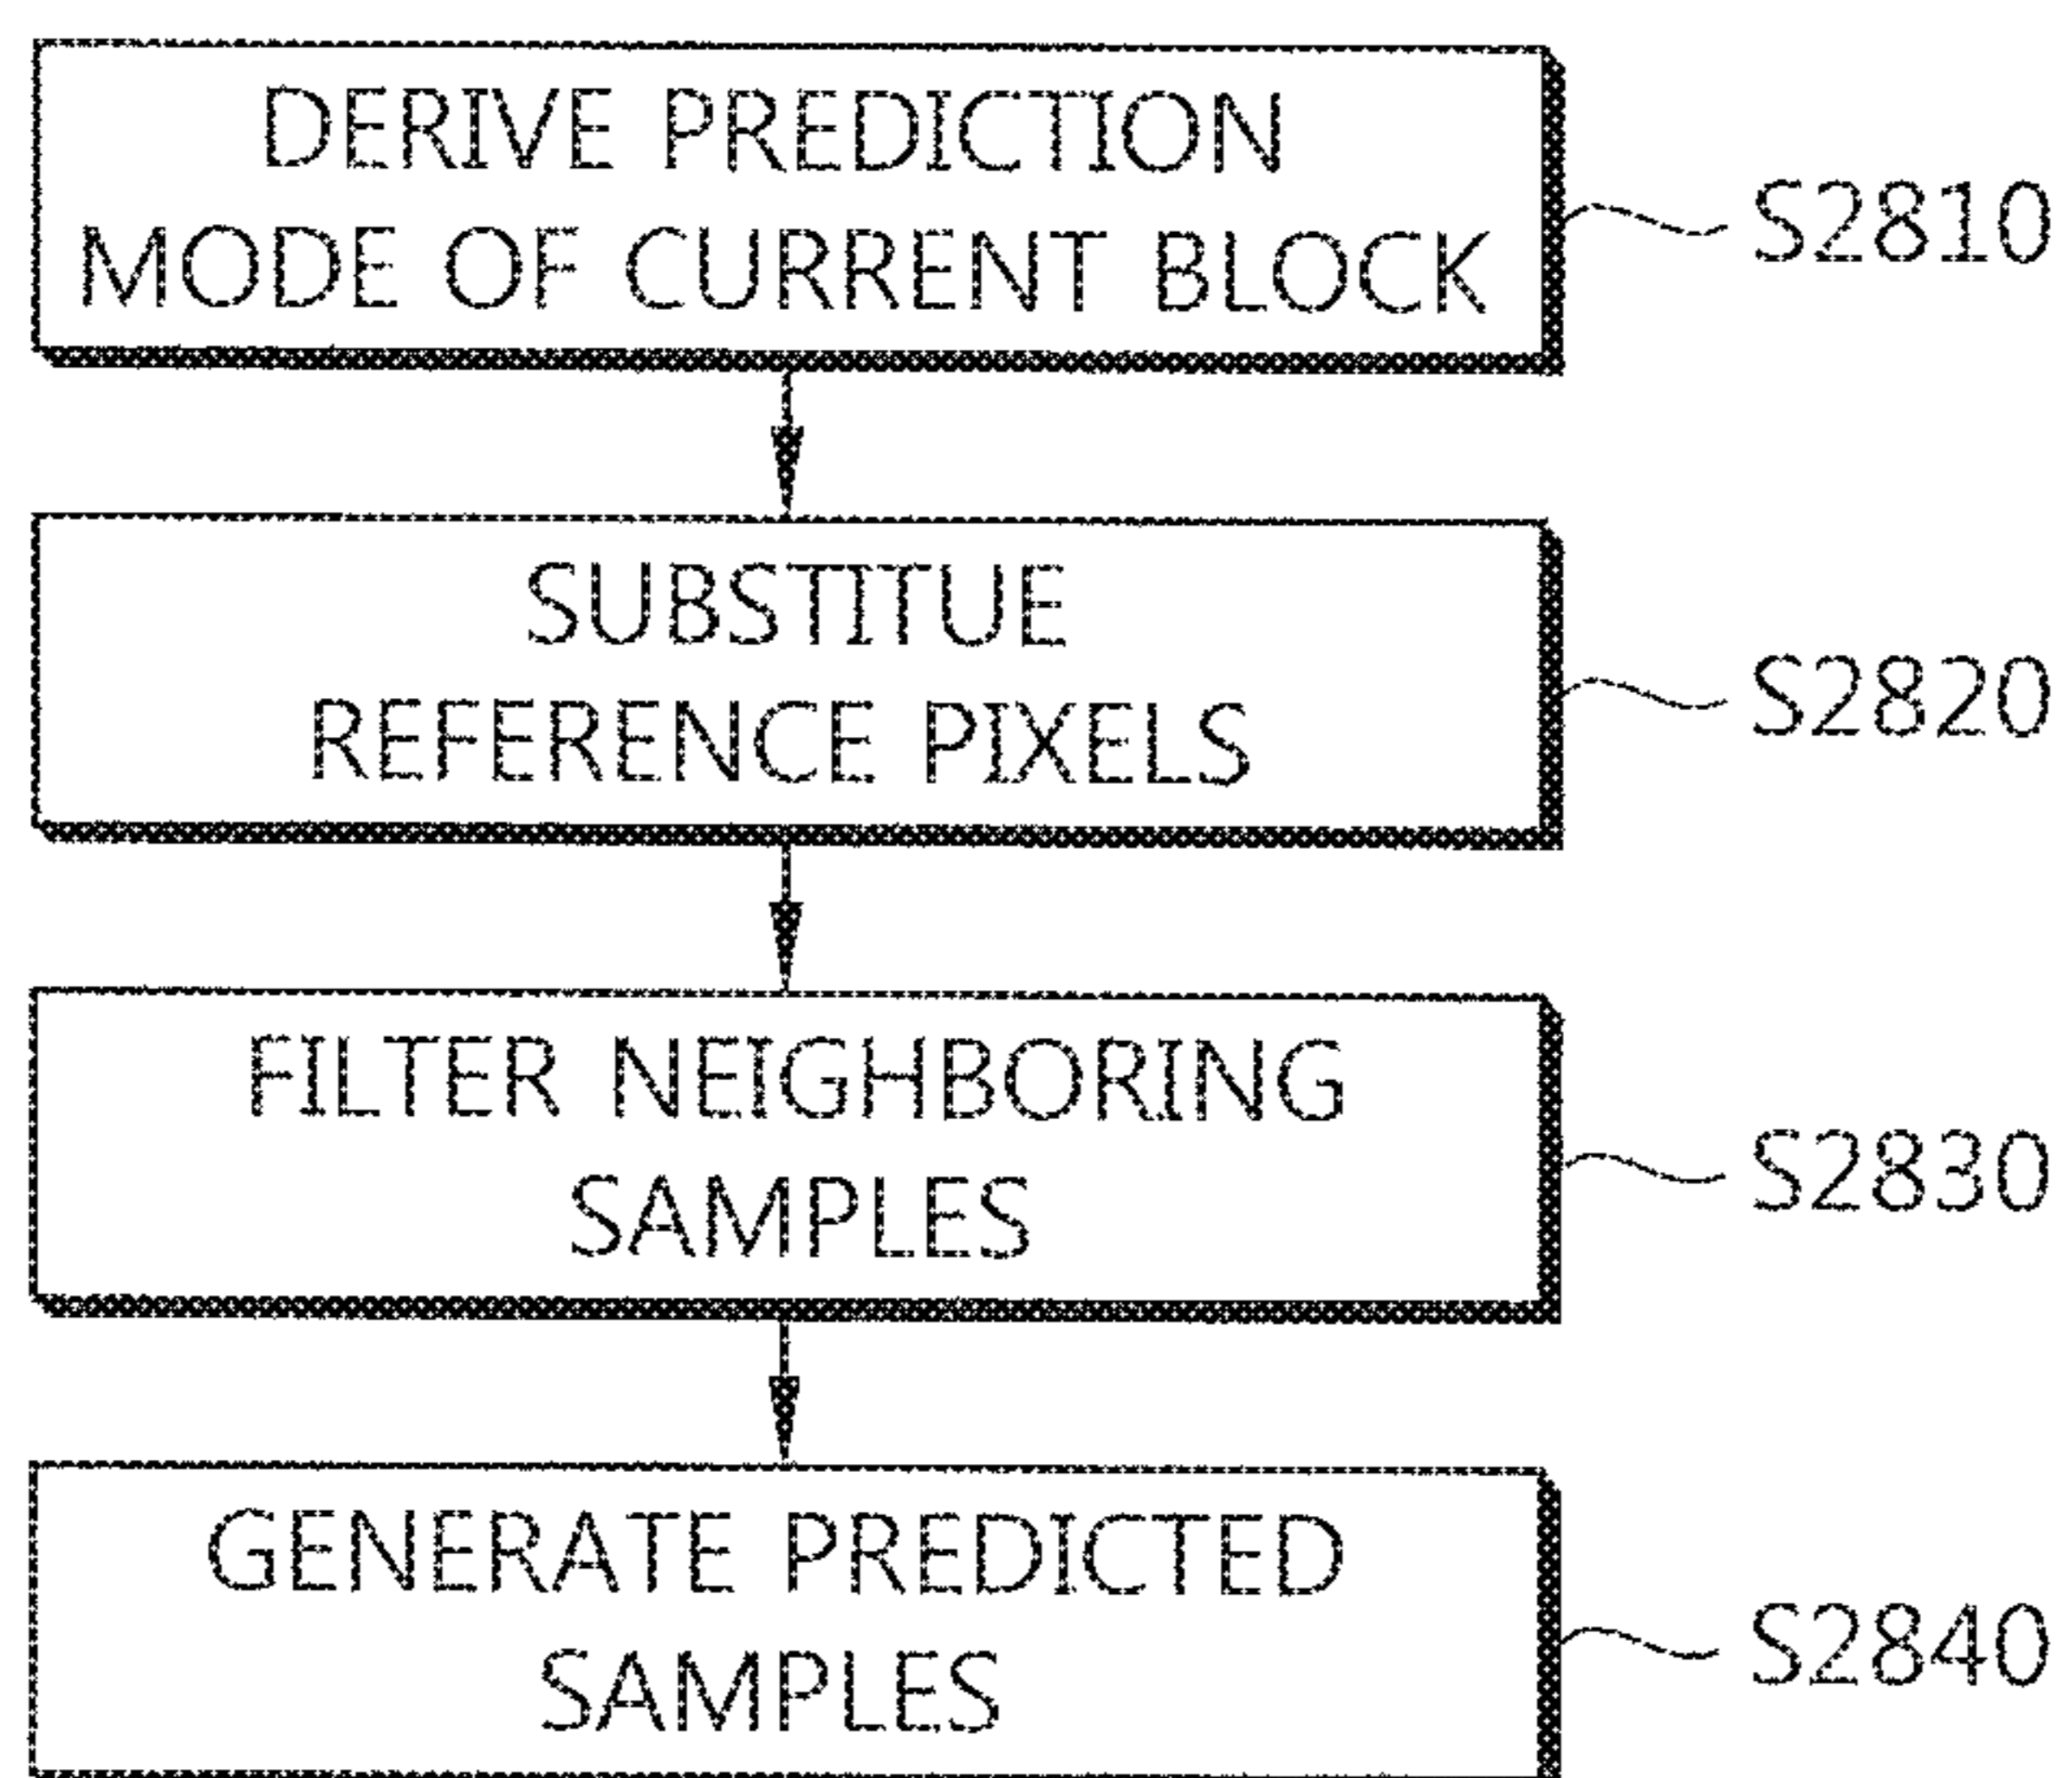 DERIVE PREDICTION
MODE OF CURRENT BLOCK
S2810
SUBSTITUE
REFERENCE PIXELS
S2820
FILTER NEIGHBORING
SAMPLES
S2830
GENERATE PREDICTED
SAMPLES
S2840